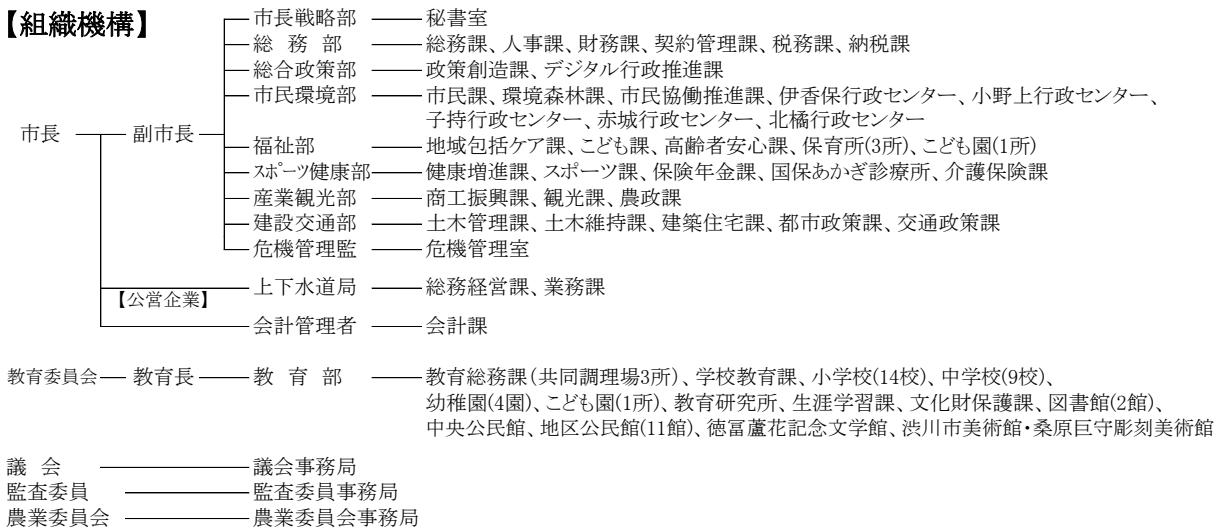 【組織機構】
市長戦略部 秘書室
総 務 部 総務課、人事課、財務課、契約管理課、税務課、納税課
総合政策部 政策創造課、デジタル行政推進課
市民環境部 市民課、環境森林課、市民協働推進課、伊香保行政センター、小野上行政センター、
子持行政センター、赤城行政センター、北橘行政センター
市長 副市長
福祉部 地域包括ケア課、こども課、高齢者安心課、保育所(3所)、こども園(1所)
スポーツ健康部 健康増進課、スポーツ課、保険年金課、国保あかぎ診療所、介護保険課
産業観光部 商工振興課、観光課、農政課
建設交通部 土木管理課、土木維持課、建築住宅課、都市政策課、交通政策課
危機管理監 危機管理室
上下水道局 総務経営課、業務課
【公営企業】
会計管理者 会計課
教育委員会 教育長 教 育 部 教育総務課(共同調理場3所)、学校教育課、小学校(14校)、中学校(9校)、
幼稚園(4園)、こども園(1所)、教育研究所、生涯学習課、文化財保護課、図書館(2館)、
中央公民館、地区公民館(11館)、徳冨蘆花記念文学館、渋川市美術館・桑原巨守彫刻美術館
議 会 議会事務局
監査委員 監査委員事務局
農業委員会 農業委員会事務局